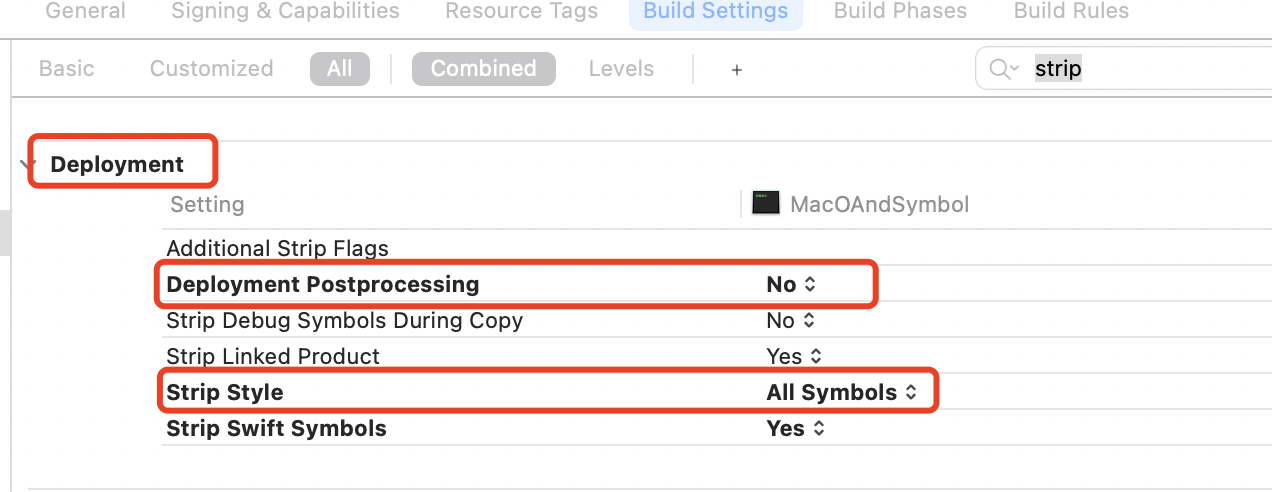 General Signing & Capabilities Resource Tags Build Settings Build Phases Build Rules
Basic Customized All Combined Levels + strip
Deployment
Setting MacOAndSymbol
Additional Strip Flags
Deployment Postprocessing No
Strip Debug Symbols During Copy No
Strip Linked Product Yes
Strip Style All Symbols
Strip Swift Symbols Yes